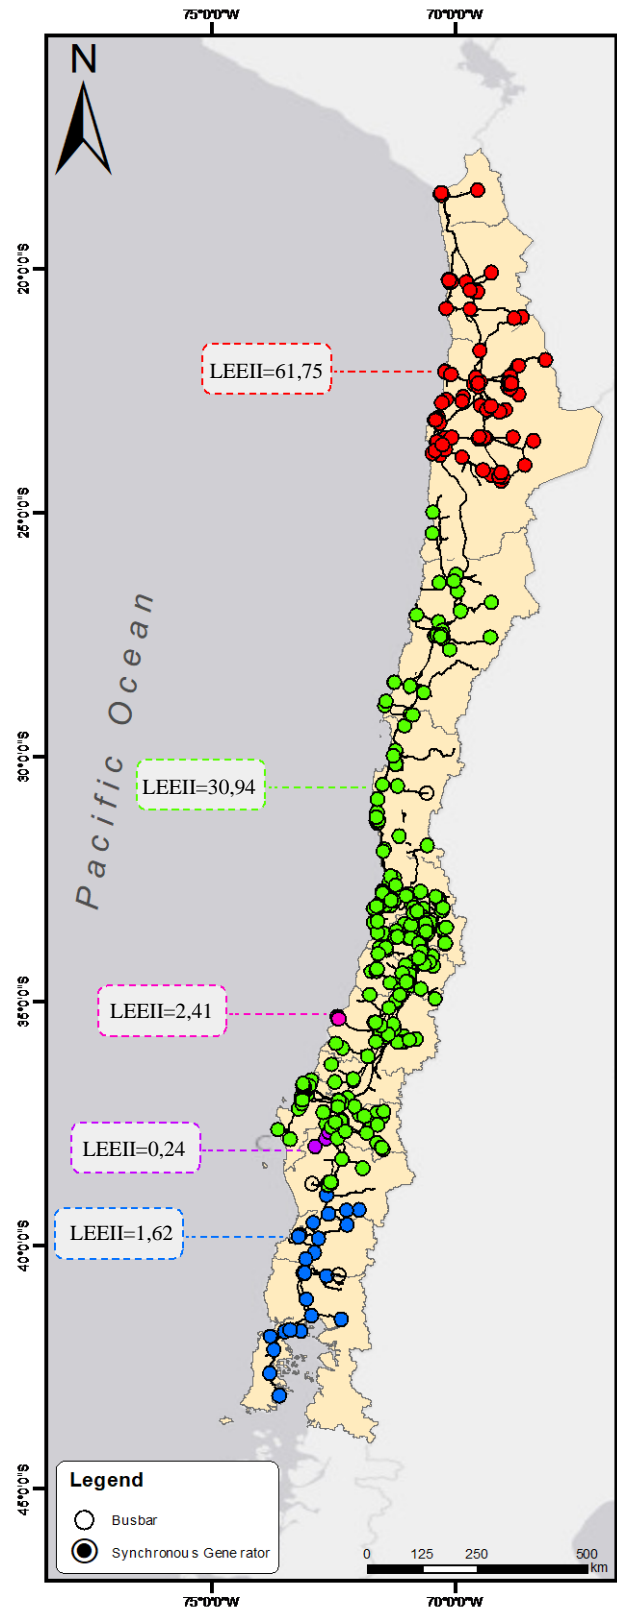 75°0'0"W 70°0'0"W
N
20°0'0"S
LEEII=61,75
25°0'0"S
Pacific Ocean
30°0'0"S
LEEII=30,94
LEEII=2,41
35°0'0"S
LEEII=0,24
LEEII=1,62
40°0'0"S
45°0'0"S
Legend
Busbar
Synchronous Generator
0 125 250 500
km
75°0'0"W 70°0'0"W